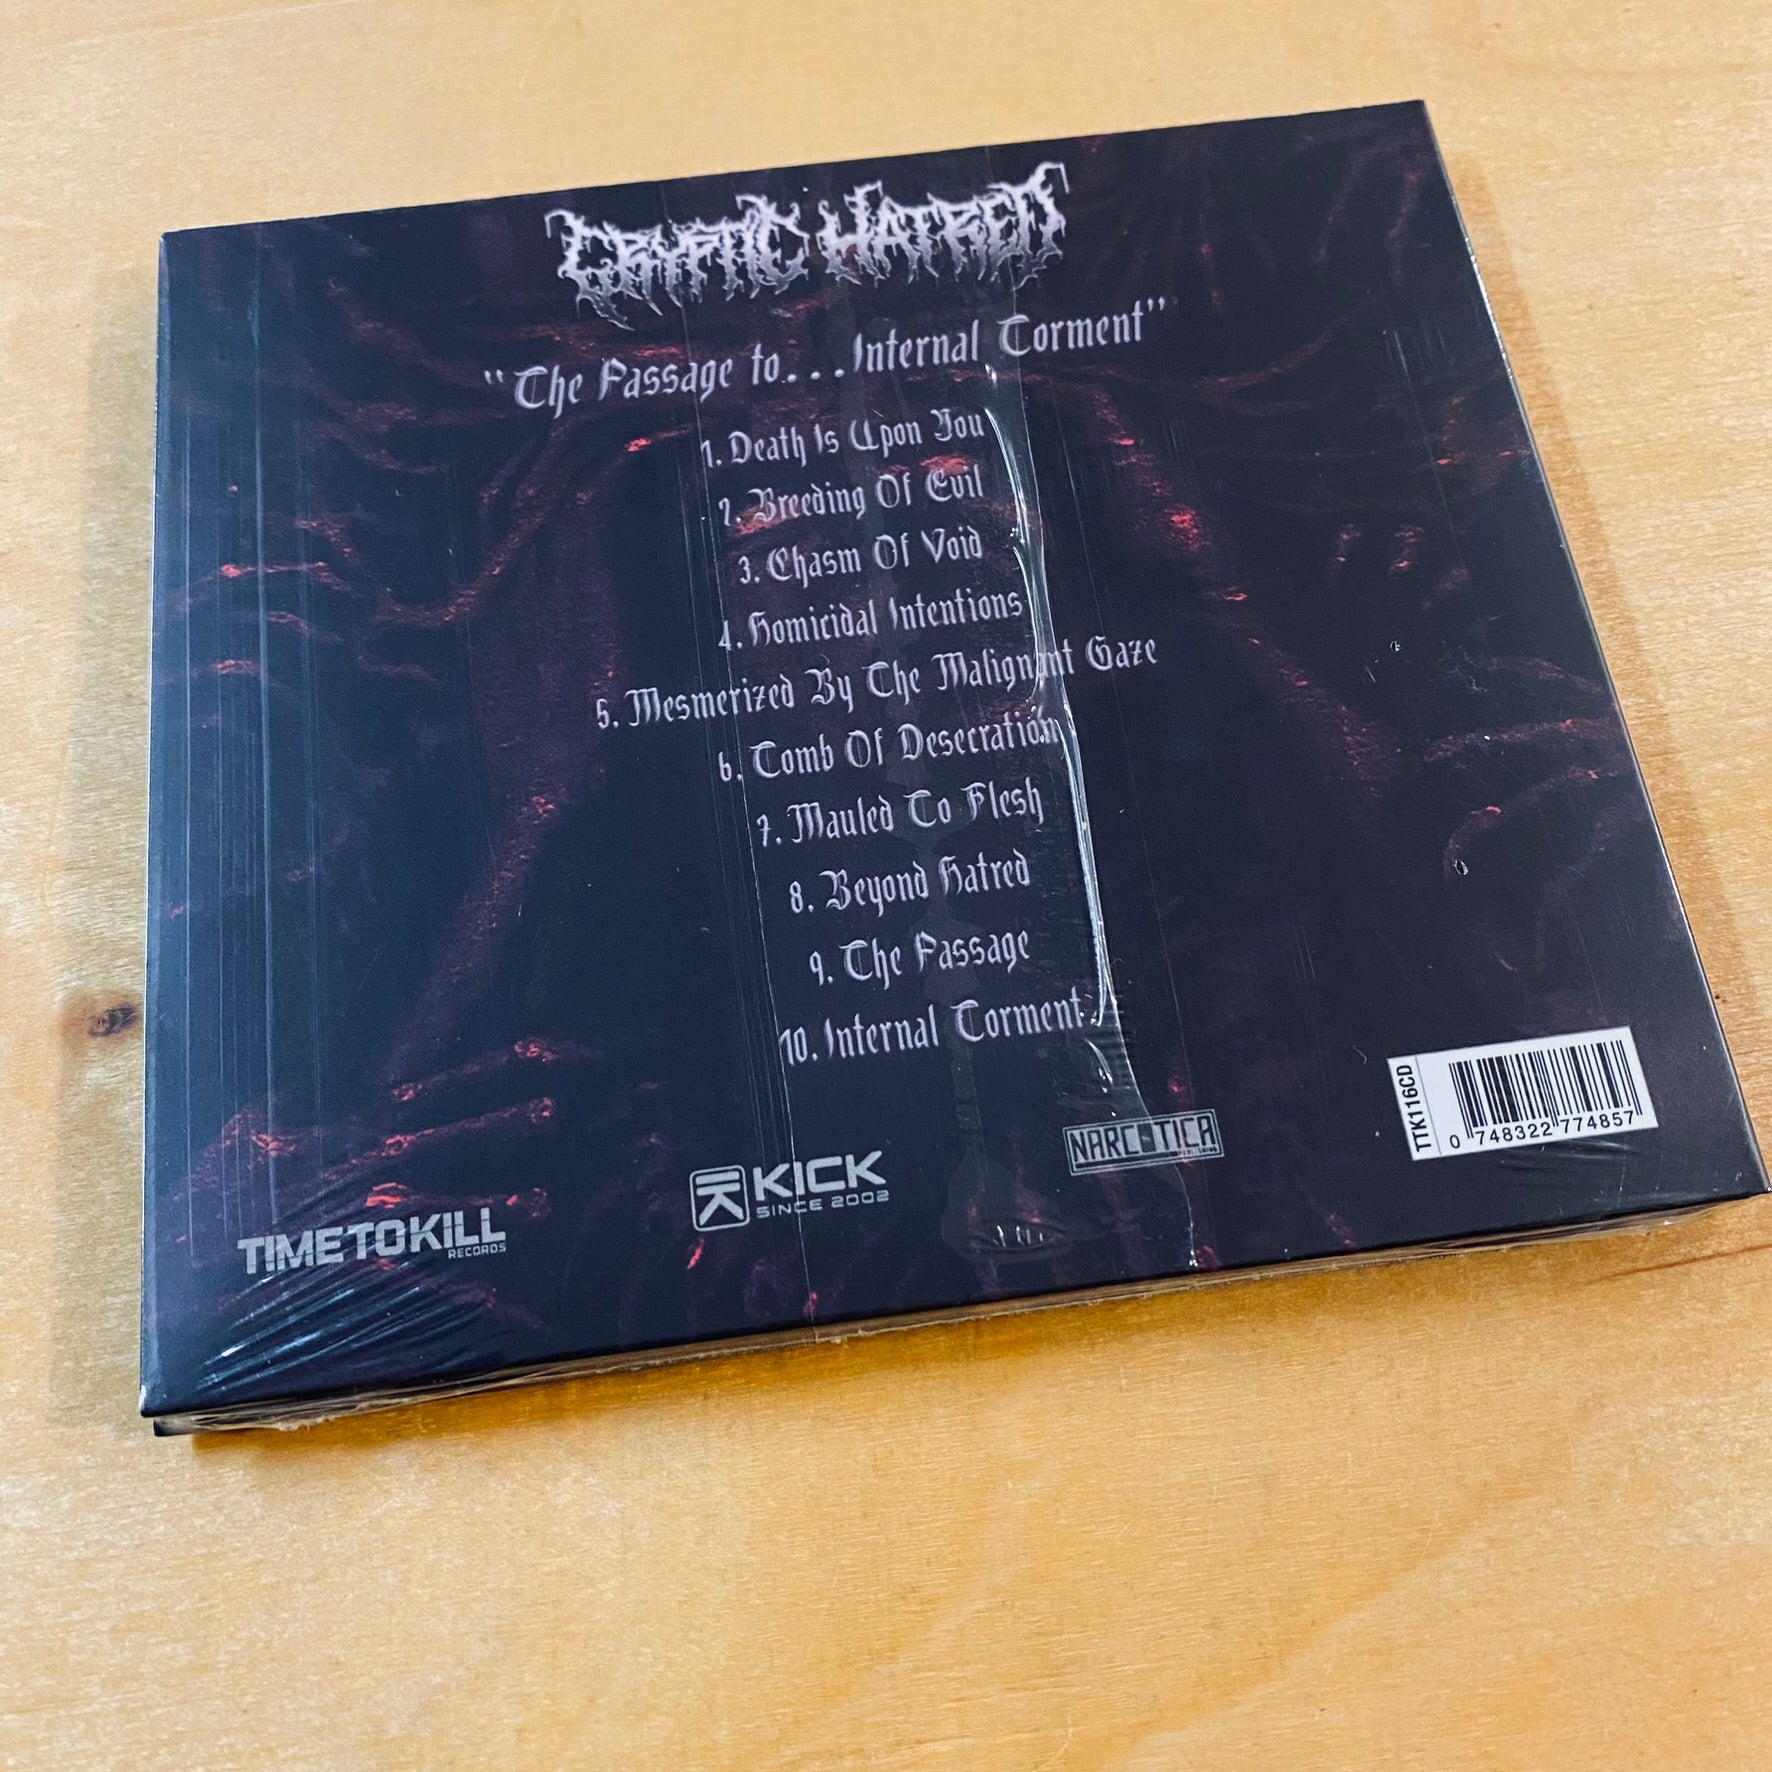 CRYPTIC HATRED
"The Passage to...Internal Torment"
1. Death Is Upon You
2. Breeding Of Evil
3. Chasm Of Void
4. Homicidal Intentions
5. Mesmerized By The Malignant Gaze
6. Tomb Of Desecration
7. Mauled To Flesh
8. Beyond Hatred
9. The Passage
10. Internal Torment
TIMETOKILL
RECORDS
KICK
SINCE 2002
NARCOTICA
TTK116CD
0 748322 774857